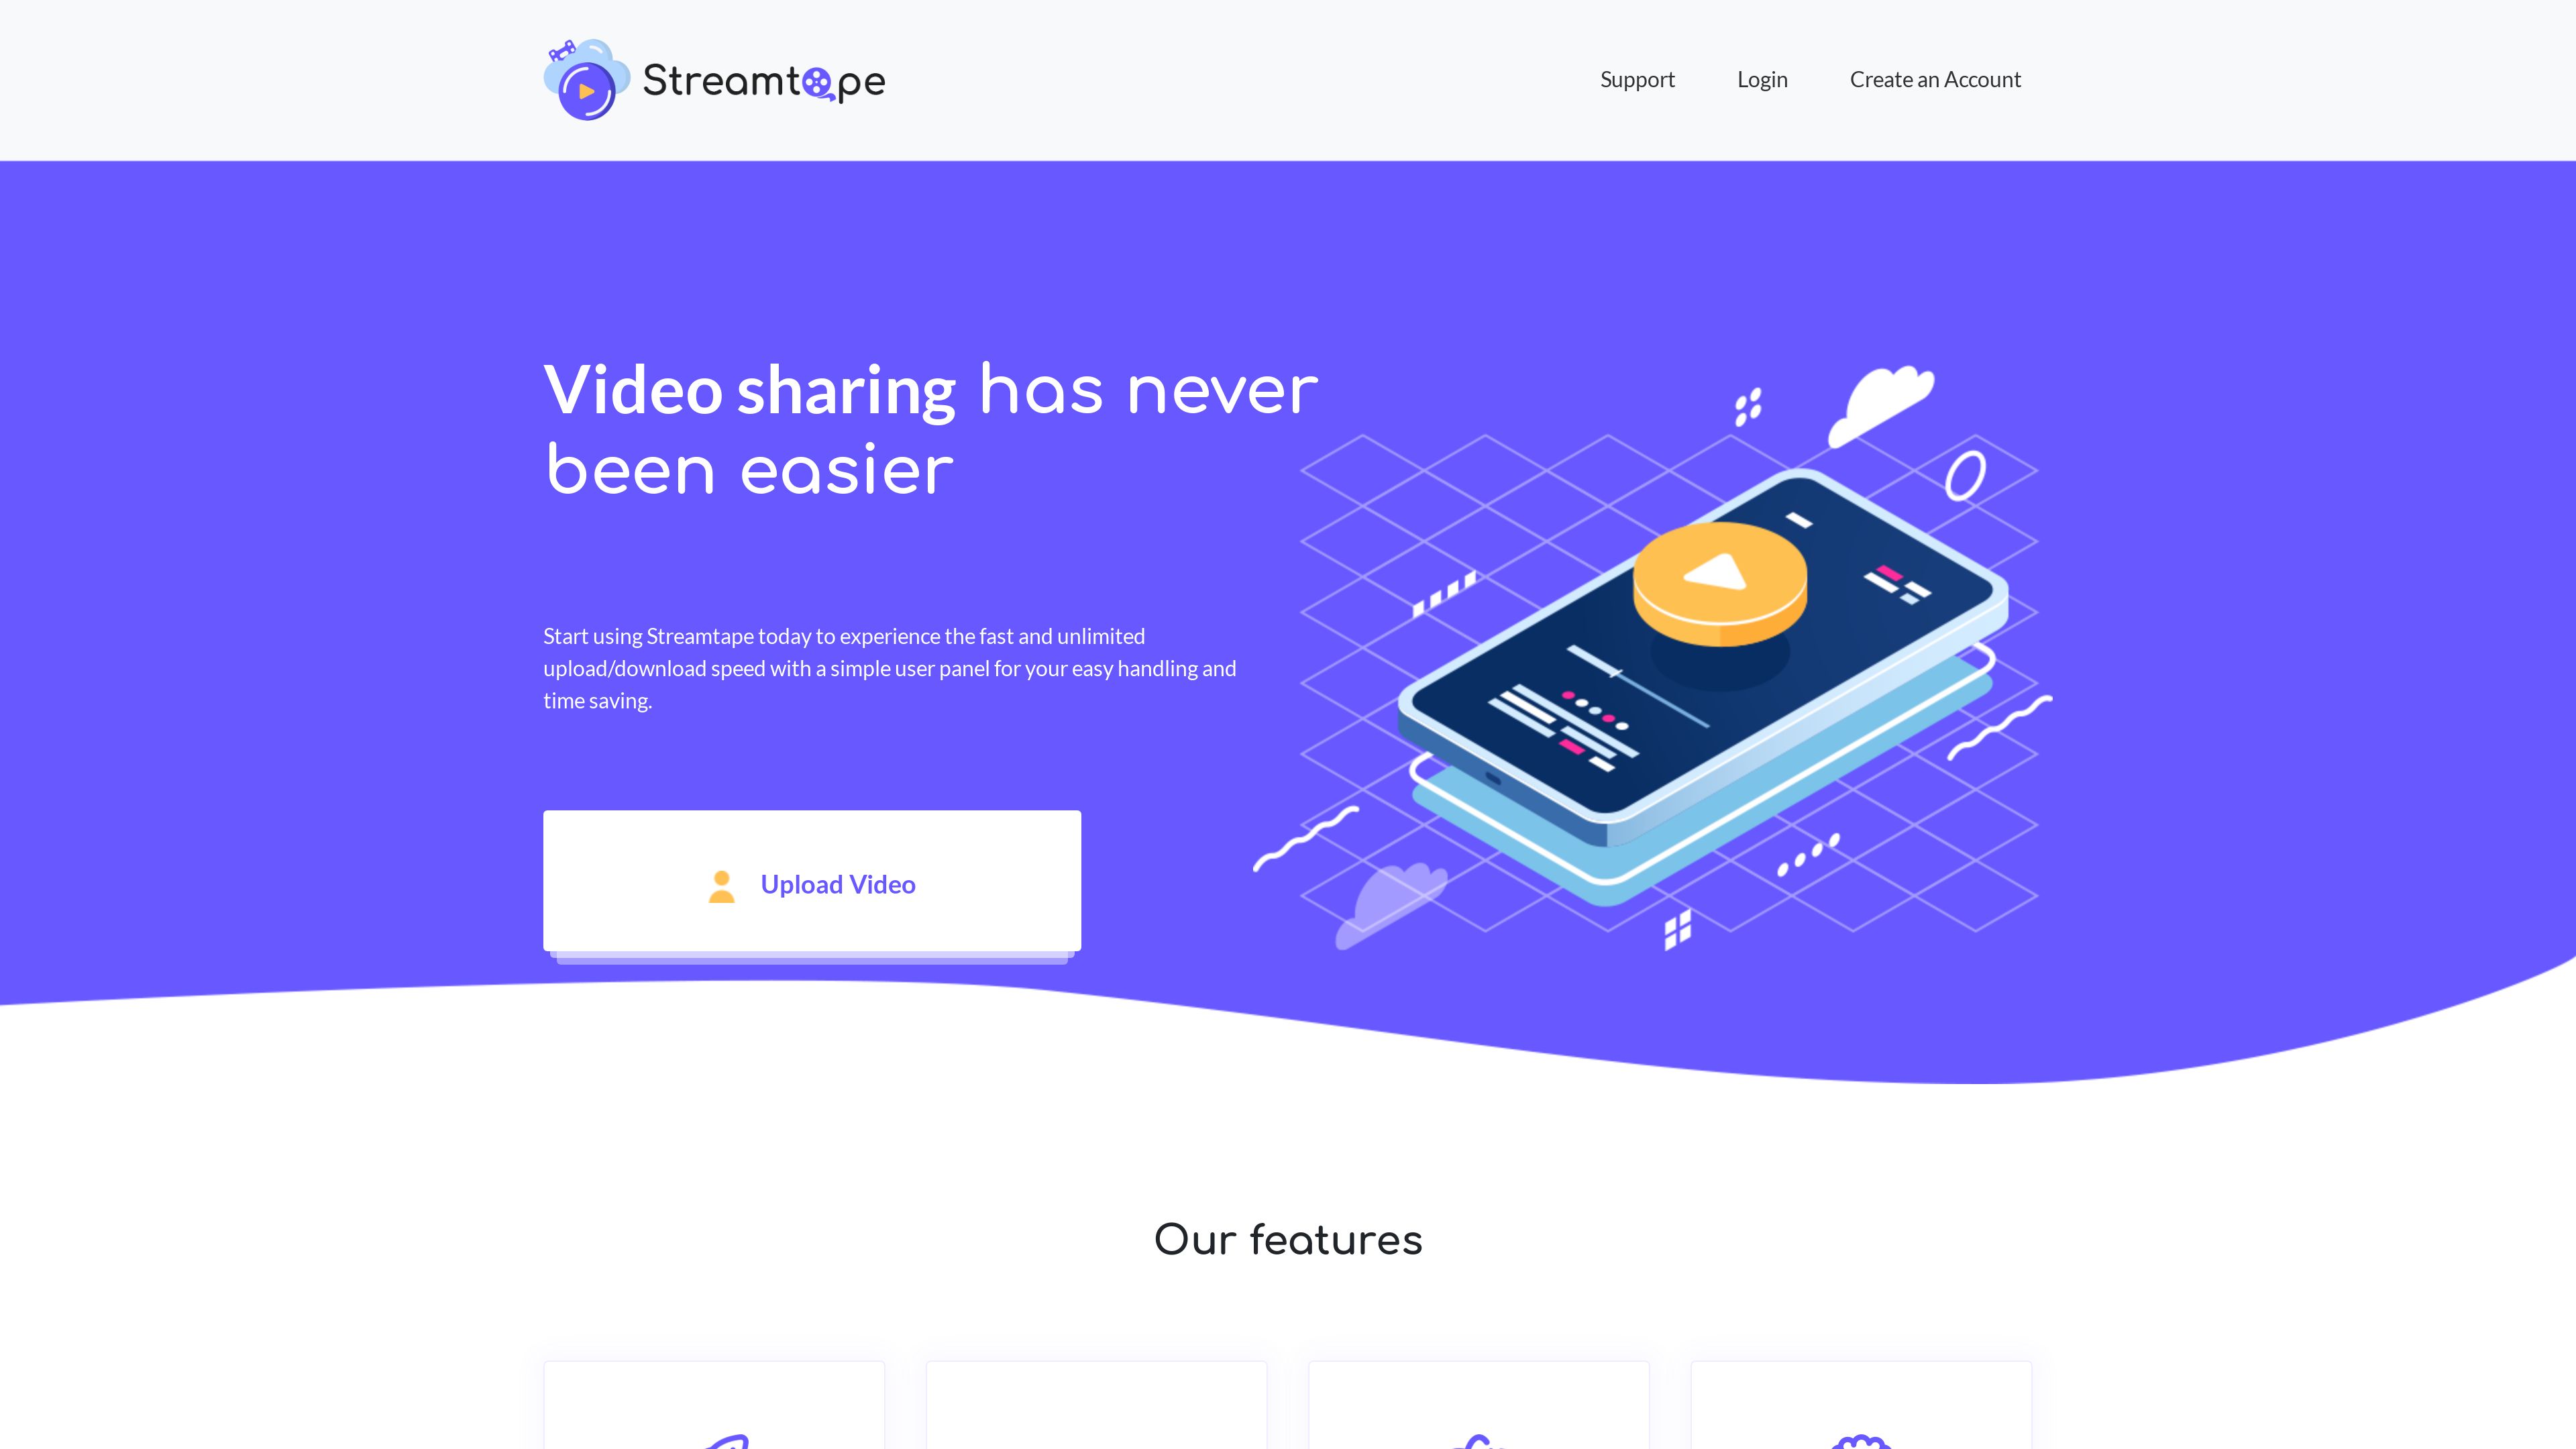 Streamtape
Support
Login
Create an Account
Video sharing has never
been easier
Start using Streamtape today to experience the fast and unlimited
upload/download speed with a simple user panel for your easy handling and
time saving.
Upload Video
Our features